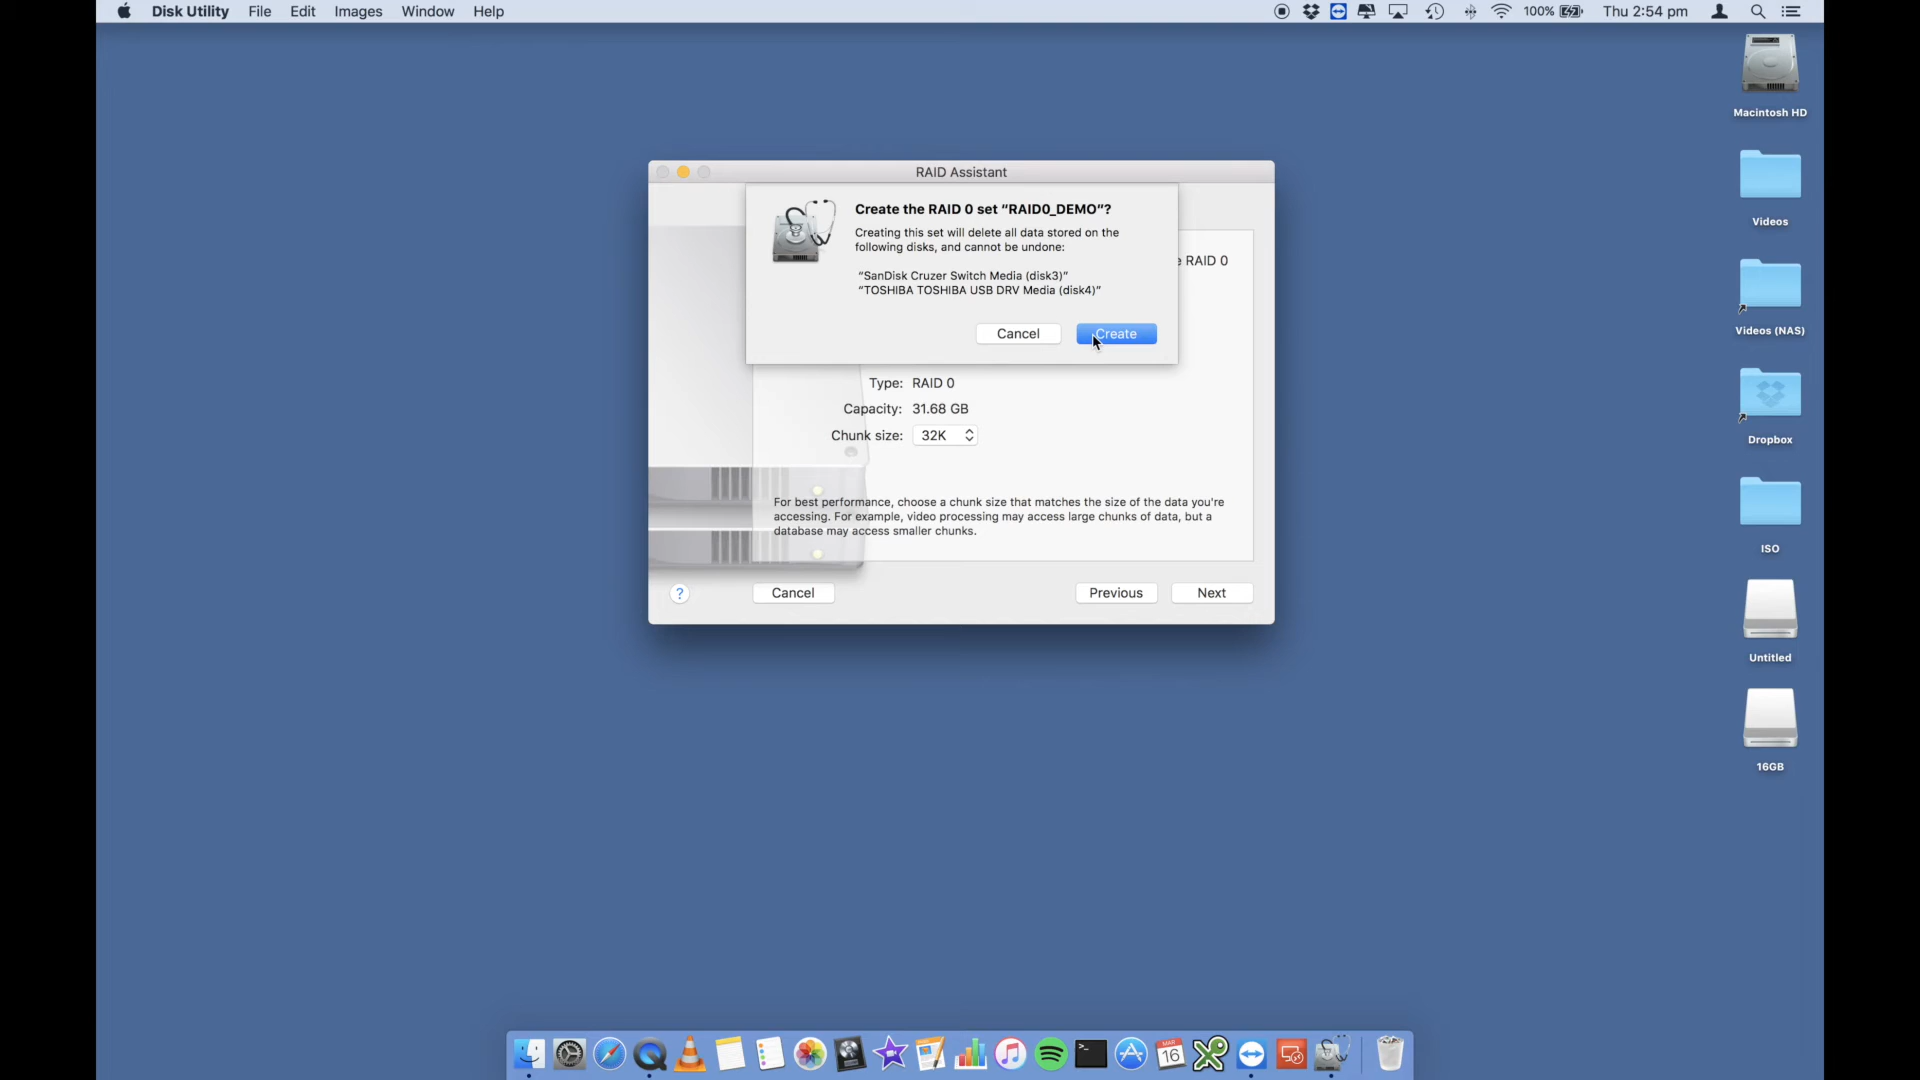 Disk Utility File Edit Images Window Help 100% Thu 2:54 pm
Macintosh HD
Videos
Videos (NAS)
Dropbox
ISO
Untitled
16GB
RAID Assistant
Create the RAID 0 set “RAID0_DEMO”?
Creating this set will delete all data stored on the
following disks, and cannot be undone:
“SanDisk Cruzer Switch Media (disk3)”
“TOSHIBA TOSHIBA USB DRV Media (disk4)”
Cancel Create
RAID 0
Type: RAID 0
Capacity: 31.68 GB
Chunk size: 32K
For best performance, choose a chunk size that matches the size of the data you're
accessing. For example, video processing may access large chunks of data, but a
database may access smaller chunks.
? Cancel Previous Next
MAR
16